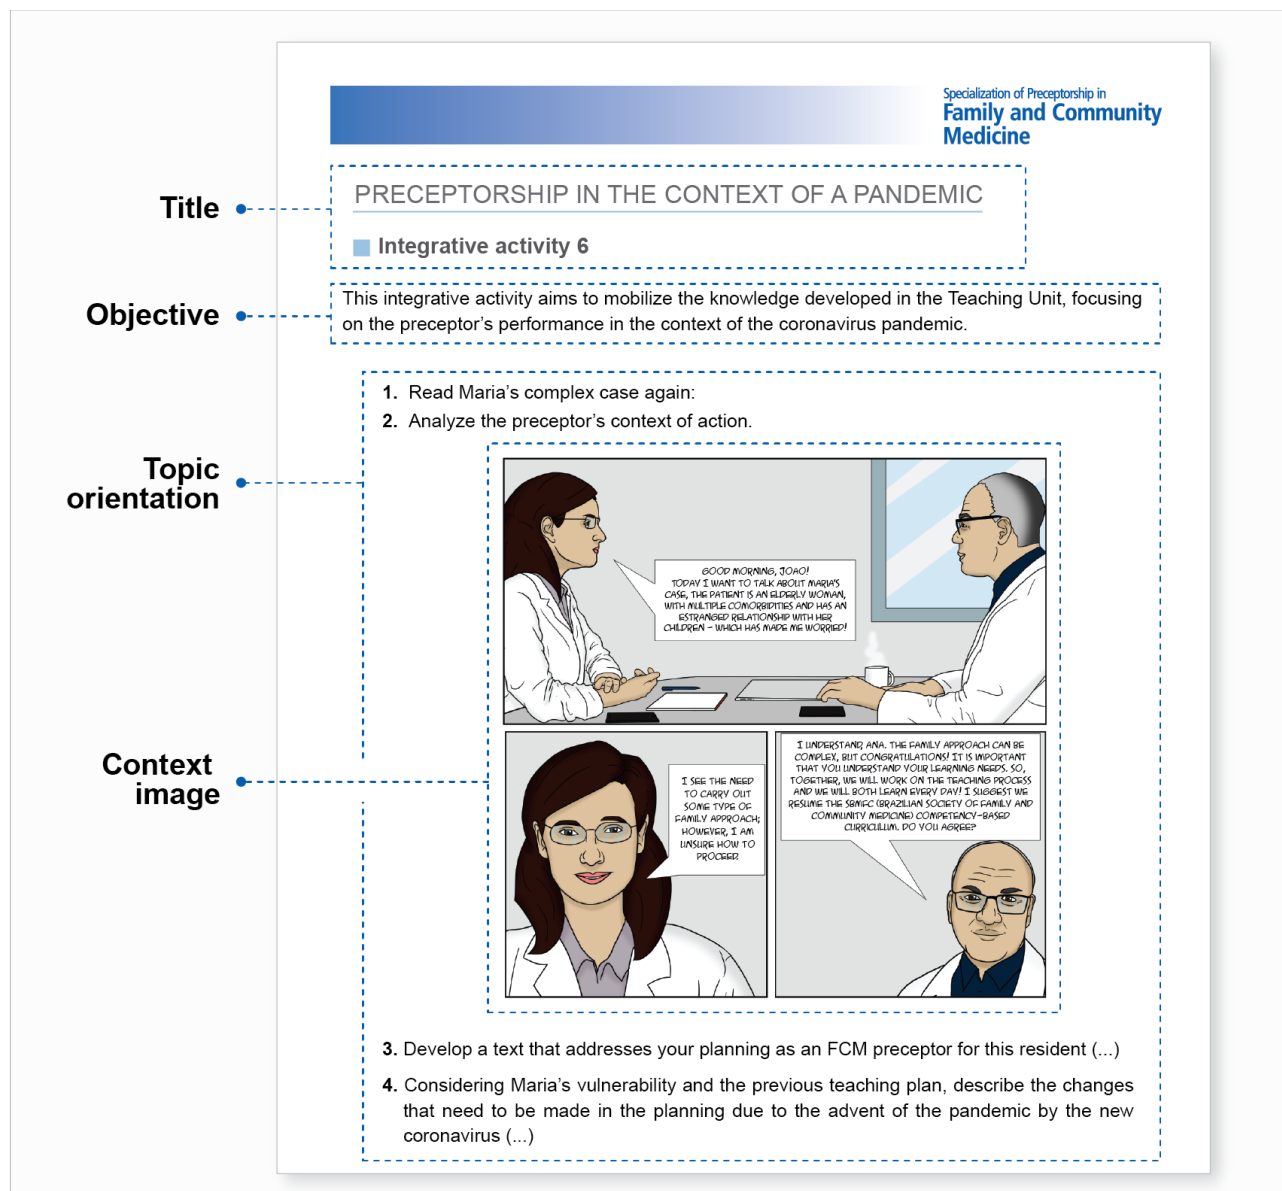 Specialization of Preceptorship in
Family and Community
Medicine
Title
PRECEPTORSHIP IN THE CONTEXT OF A PANDEMIC
Integrative activity 6
Objective
This integrative activity aims to mobilize the knowledge developed in the Teaching Unit, focusing
on the preceptor's performance in the context of the coronavirus pandemic.
Topic
orientation
1. Read Maria's complex case again:
2. Analyze the preceptor's context of action.
Context
image
GOOD MORNING, JOAO!
TODAY I WANT TO TALK ABOUT MARIA'S
CASE, THE PATIENT IS AN ELDERLY WOMAN,
WITH MULTIPLE COMORBIDITIES AND HAS AN
ESTRANGED RELATIONSHIP WITH HER
CHILDREN - WHICH HAS MADE ME WORRIED!
I SEE THE NEED
TO CARRY OUT
SOME TYPE OF
FAMILY APPROACH;
HOWEVER, I AM
UNSURE HOW TO
PROCEED.
I UNDERSTAND, ANA. THE FAMILY APPROACH CAN BE
COMPLEX, BUT CONGRATULATIONS! IT IS IMPORTANT
THAT YOU UNDERSTAND YOUR LEARNING NEEDS. SO,
TOGETHER, WE WILL WORK ON THE TEACHING PROCESS
AND WE WILL BOTH LEARN EVERY DAY! I SUGGEST WE
RESUME THE SBMFC (BRAZILIAN SOCIETY OF FAMILY AND
COMMUNITY MEDICINE) COMPETENCY-BASED
CURRICULUM. DO YOU AGREE?
3. Develop a text that addresses your planning as an FCM preceptor for this resident (...)
4. Considering Maria's vulnerability and the previous teaching plan, describe the changes
that need to be made in the planning due to the advent of the pandemic by the new
coronavirus (...)